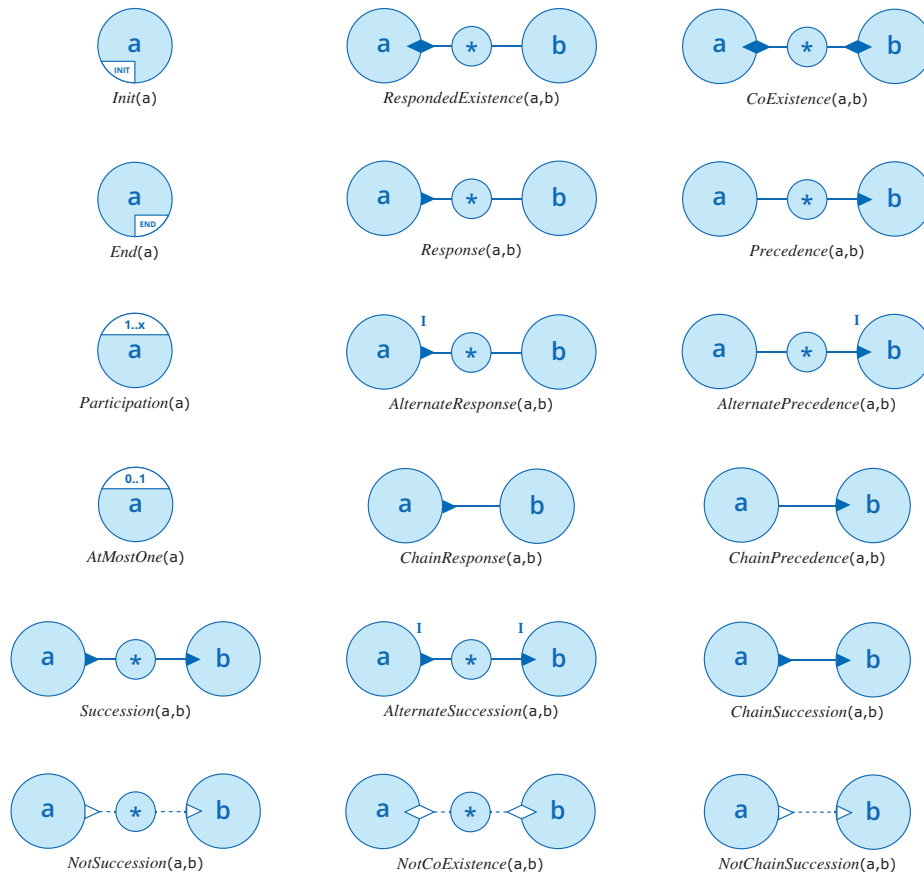 a
INIT
Init(a)
a * b
RespondedExistence(a,b)
a * b
CoExistence(a,b)
a
END
End(a)
a * b
Response(a,b)
a * b
Precedence(a,b)
1..x
a
Participation(a)
I
a * b
AlternateResponse(a,b)
I
a * b
AlternatePrecedence(a,b)
0..1
a
AtMostOne(a)
a b
ChainResponse(a,b)
a b
ChainPrecedence(a,b)
a * b
Succession(a,b)
I I
a * b
AlternateSuccession(a,b)
a b
ChainSuccession(a,b)
a * b
NotSuccession(a,b)
a * b
NotCoExistence(a,b)
a b
NotChainSuccession(a,b)